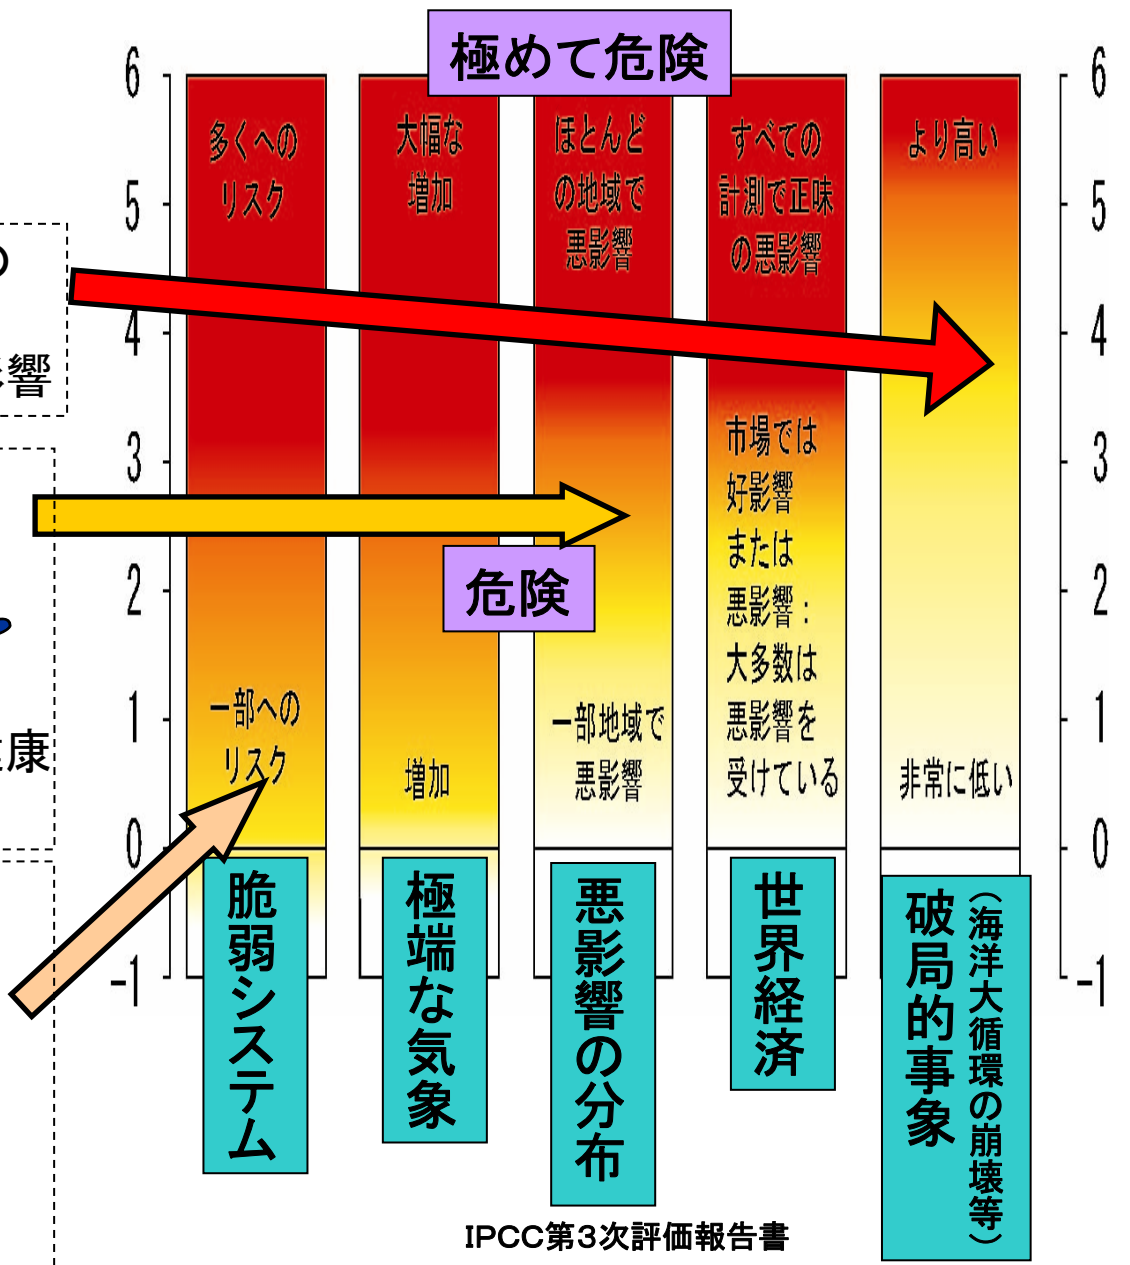 極めて危険
6
5
4
3
2
1
0
-1
多くへの
リスク
一部への
リスク
大幅な
増加
増加
ほとんど
の地域で
悪影響
一部地域で
悪影響
すべての
計測で正味
の悪影響
市場では
好影響
または
悪影響：
大多数は
悪影響を
受けている
より高い
非常に低い
6
5
4
3
2
1
0
-1
の
響
康
危険
脆弱システム
極端な気象
悪影響の分布
世界経済
破局的事象
（海洋大循環の崩壊等）
IPCC第3次評価報告書